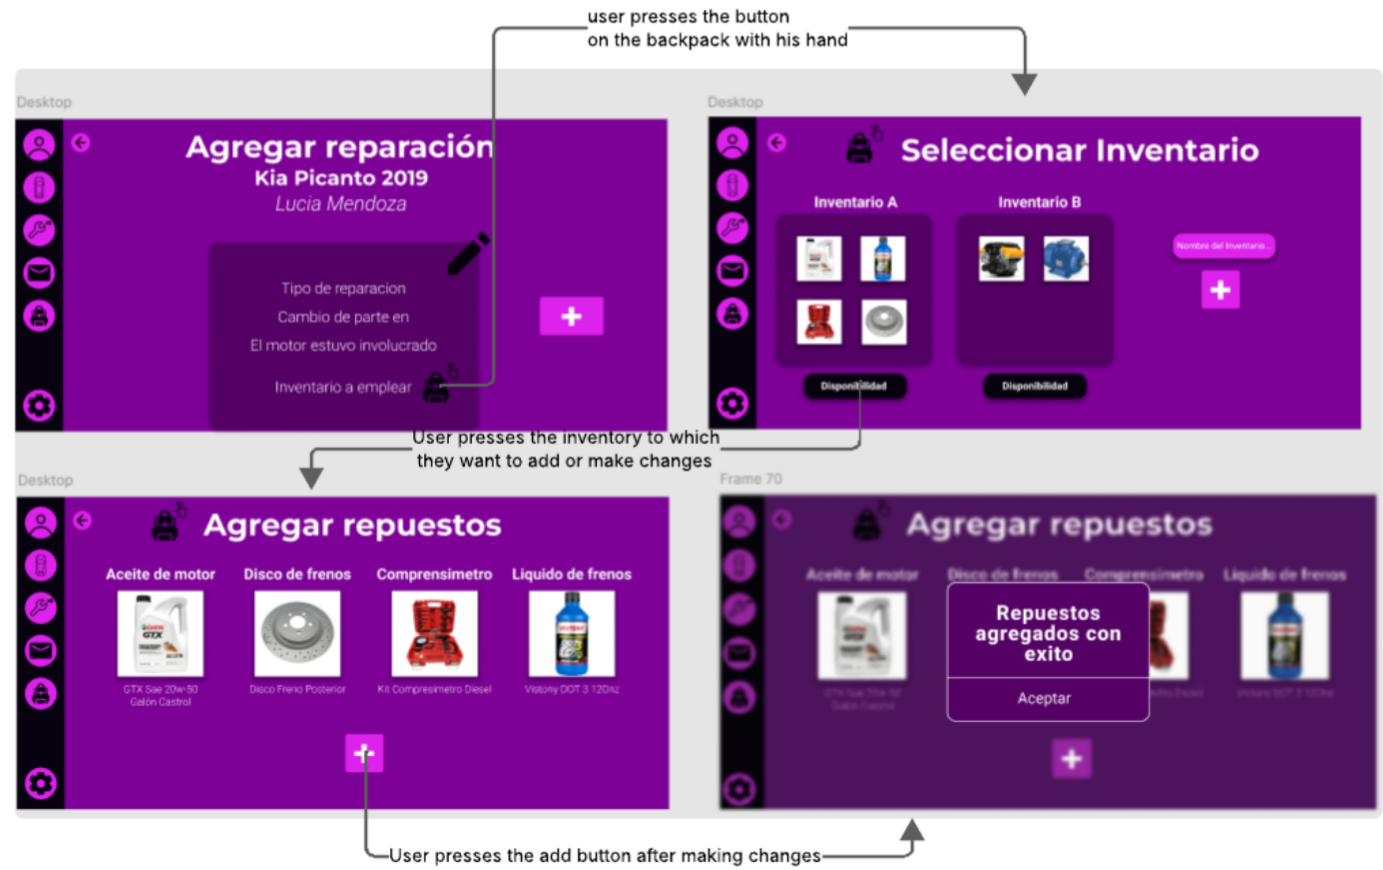 user presses the button
on the backpack with his hand
Desktop
Agregar reparación
Kia Picanto 2019
Lucia Mendoza
Tipo de reparacion
Cambio de parte en
El motor estuvo involucrado
Inventario a emplear
Desktop
Seleccionar Inventario
Inventario A
Inventario B
Nombre del Inventario...
Disponibilidad
Disponibilidad
User presses the inventory to which
they want to add or make changes
Desktop
Agregar repuestos
Aceite de motor
Disco de frenos
Comprensimetro
Liquido de frenos
GTX
GTX Sae 20w-50
Galón Castrol
Disco Freno Posterior
Kit Compresimetro Diesel
Vistony DOT 3 12Onz
Frame 70
Agregar repuestos
Aceite de motor
Disco de frenos
Comprensimetro
Liquido de frenos
Repuestos
agregados con
exito
Aceptar
User presses the add button after making changes